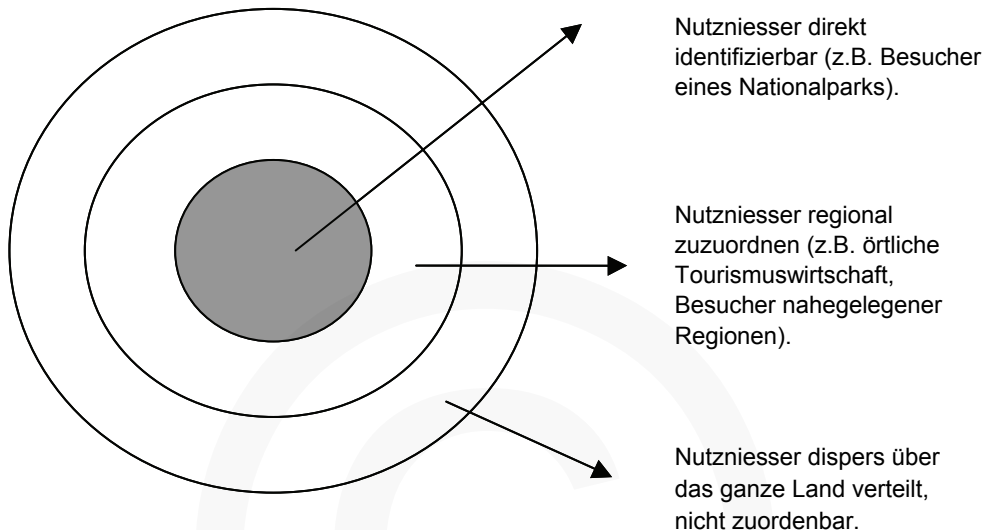 Nutzniesser direkt
identifizierbar (z.B. Besucher
eines Nationalparks).
Nutzniesser regional
zuzuordnen (z.B. örtliche
Tourismuswirtschaft,
Besucher nahegelegener
Regionen).
Nutzniesser dispers über
das ganze Land verteilt,
nicht zuordenbar.